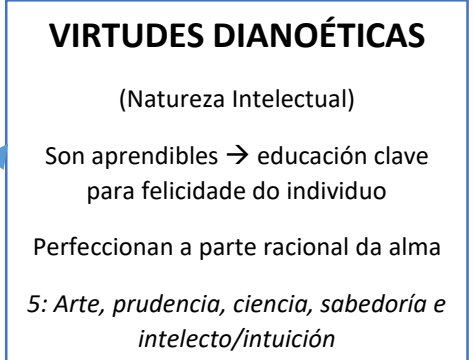 VIRTUDES DIANOÉTICAS
(Natureza Intelectual)
Son aprendibles → educación clave
para felicidade do individuo
Perfeccionan a parte racional da alma
5: Arte, prudencia, ciencia, sabedoría e
intelecto/intuición